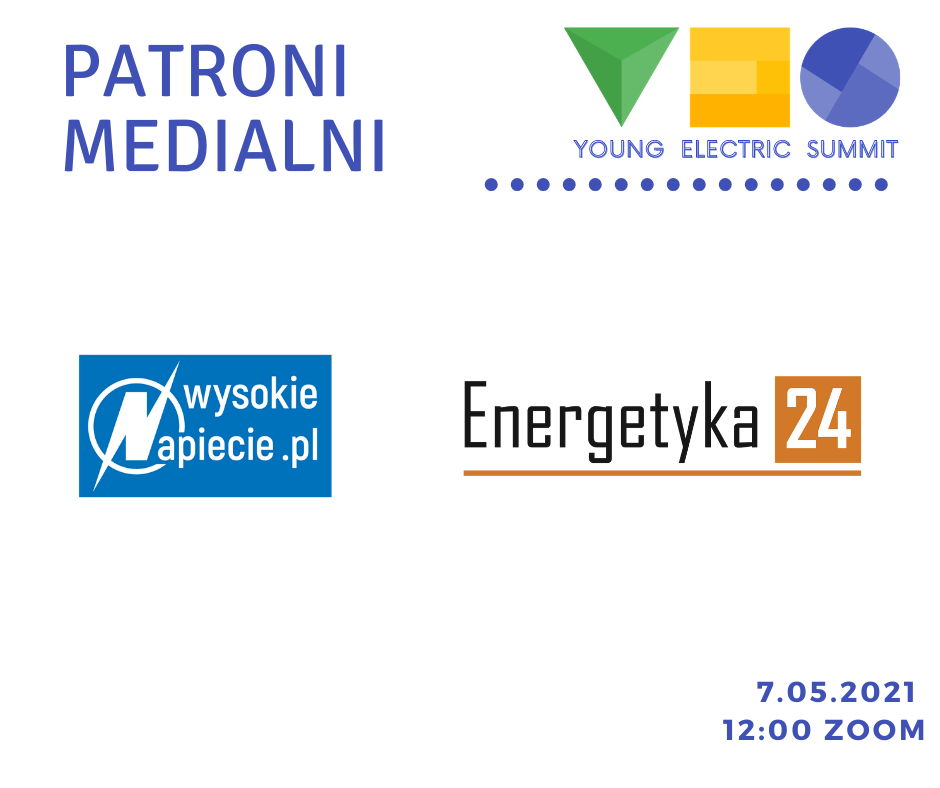 PATRONI
MEDIALNI
YOUNG ELECTRIC SUMMIT
wysokie
Napiecie.pl
Energetyka 24
7.05.2021
12:00 ZOOM